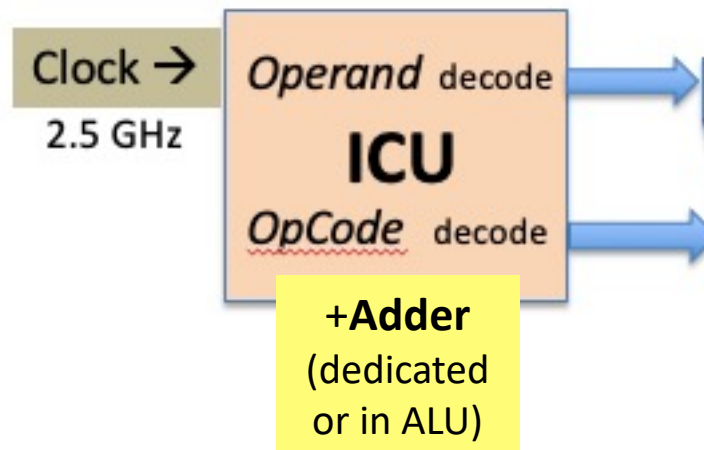 Clock →
2.5 GHz
Operand decode
ICU
OpCode decode
+Adder
(dedicated
or in ALU)